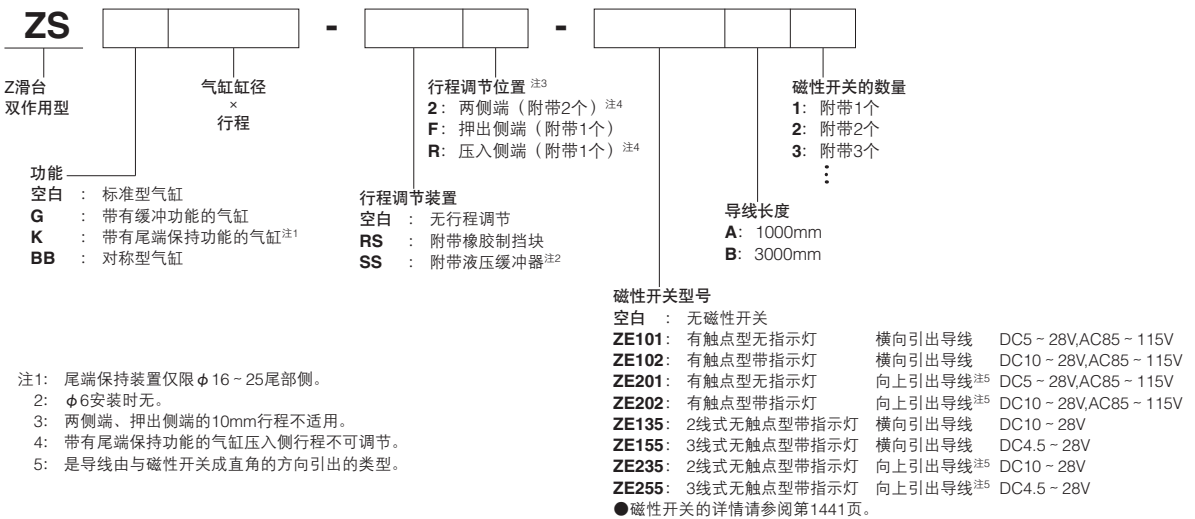 ZS - -
Z滑台
双作用型
气缸缸径
×
行程
功能
空白 : 标准型气缸
G : 带有缓冲功能的气缸
K : 带有尾端保持功能的气缸注1
BB : 对称型气缸
行程调节位置 注3
2: 两侧端（附带2个）注4
F: 押出侧端（附带1个）
R: 压入侧端（附带1个）注4
行程调节装置
空白 : 无行程调节
RS : 附带橡胶制挡块
SS : 附带液压缓冲器注2
磁性开关的数量
1: 附带1个
2: 附带2个
3: 附带3个
⋮
导线长度
A: 1000mm
B: 3000mm
磁性开关型号
空白 : 无磁性开关
ZE101: 有触点型无指示灯 横向引出导线 DC5～28V,AC85～115V
ZE102: 有触点型带指示灯 横向引出导线 DC10～28V,AC85～115V
ZE201: 有触点型无指示灯 向上引出导线注5 DC5～28V,AC85～115V
ZE202: 有触点型带指示灯 向上引出导线注5 DC10～28V,AC85～115V
ZE135: 2线式无触点型带指示灯 横向引出导线 DC10～28V
ZE155: 3线式无触点型带指示灯 横向引出导线 DC4.5～28V
ZE235: 2线式无触点型带指示灯 向上引出导线注5 DC10～28V
ZE255: 3线式无触点型带指示灯 向上引出导线注5 DC4.5～28V
●磁性开关的详情请参阅第1441页。
注1: 尾端保持装置仅限φ16～25尾部侧。
2: φ6安装时无。
3: 两侧端、押出侧端的10mm行程不适用。
4: 带有尾端保持功能的气缸压入侧行程不可调节。
5: 是导线由与磁性开关成直角的方向引出的类型。